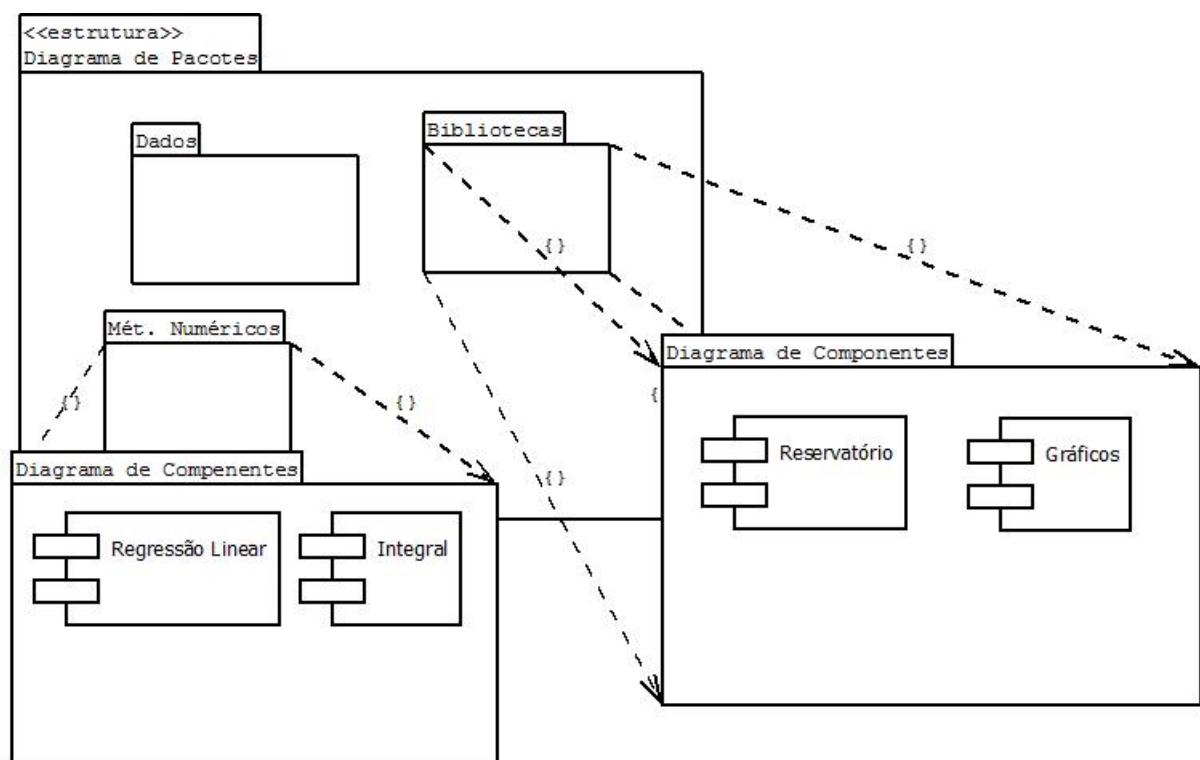 <<estrutura>>
Diagrama de Pacotes
Dados
Bibliotecas
{}
{}
Mét. Numéricos
{}
{}
Diagrama de Componentes
{
Reservatório
Gráficos
Diagrama de Compenentes
{}
Regressão Linear
Integral